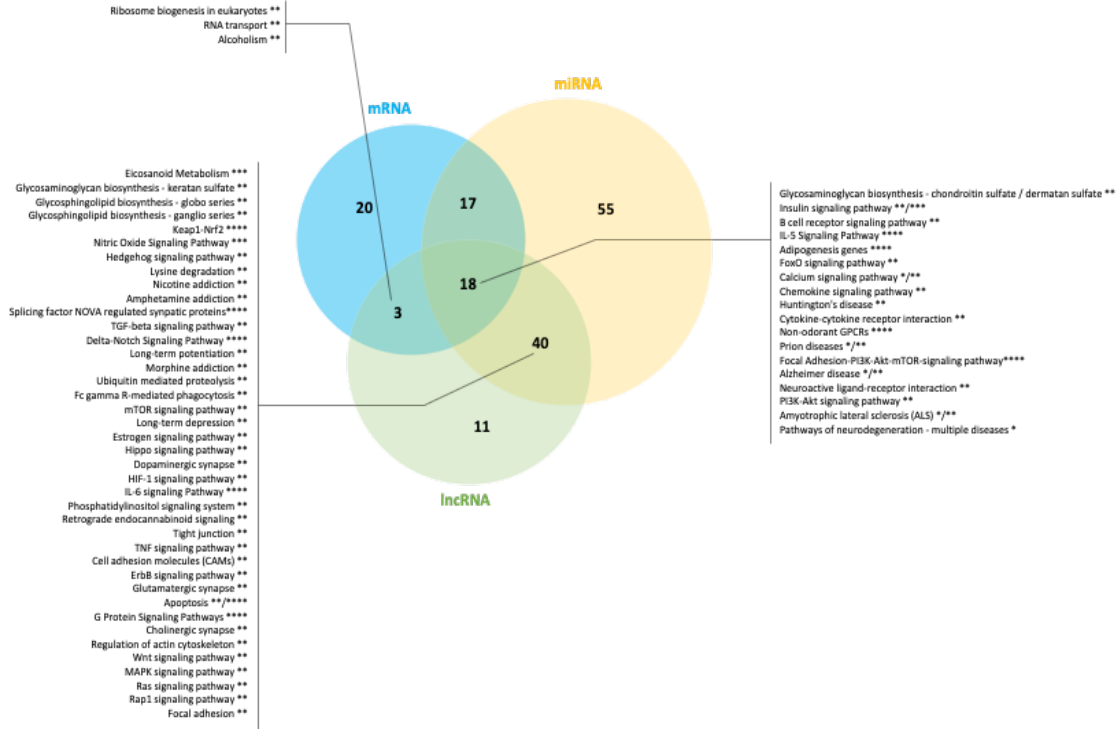 Ribosome biogenesis in eukaryotes **
RNA transport **
Alcoholism **
miRNA
mRNA
20
17
55
18
3
40
11
lncRNA
Eicosanoid Metabolism ***
Glycosaminoglycan biosynthesis - keratan sulfate **
Glycosphingolipid biosynthesis - globo series **
Glycosphingolipid biosynthesis - ganglio series **
Keap1-Nrf2 ****
Nitric Oxide Signaling Pathway ***
Hedgehog signaling pathway **
Lysine degradation **
Nicotine addiction **
Amphetamine addiction **
Splicing factor NOVA regulated synpatic proteins****
TGF-beta signaling pathway **
Delta-Notch Signaling Pathway ****
Long-term potentiation **
Morphine addiction **
Ubiquitin mediated proteolysis **
Fc gamma R-mediated phagocytosis **
mTOR signaling pathway **
Long-term depression **
Estrogen signaling pathway **
Hippo signaling pathway **
Dopaminergic synapse **
HIF-1 signaling pathway **
IL-6 signaling Pathway ****
Phosphatidylinositol signaling system **
Retrograde endocannabinoid signaling **
Tight junction **
TNF signaling pathway **
Cell adhesion molecules (CAMs) **
ErbB signaling pathway **
Glutamatergic synapse **
Apoptosis **/****
G Protein Signaling Pathways ****
Cholinergic synapse **
Regulation of actin cytoskeleton **
Wnt signaling pathway **
MAPK signaling pathway **
Ras signaling pathway **
Rap1 signaling pathway **
Focal adhesion **
Glycosaminoglycan biosynthesis - chondroitin sulfate / dermatan sulfate **
Insulin signaling pathway **/***
B cell receptor signaling pathway **
IL-5 Signaling Pathway ****
Adipogenesis genes ****
FoxO signaling pathway **
Calcium signaling pathway */**
Chemokine signaling pathway **
Huntington's disease **
Cytokine-cytokine receptor interaction **
Non-odorant GPCRs ****
Prion diseases */**
Focal Adhesion-PI3K-Akt-mTOR-signaling pathway****
Alzheimer disease */**
Neuroactive ligand-receptor interaction **
PI3K-Akt signaling pathway **
Amyotrophic lateral sclerosis (ALS) */**
Pathways of neurodegeneration - multiple diseases *